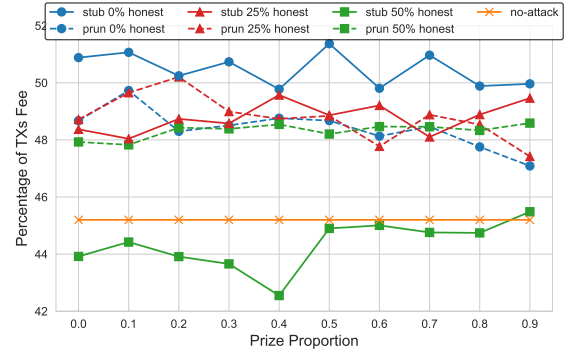 stub 0% honest stub 25% honest stub 50% honest no-attack
prun 0% honest prun 25% honest prun 50% honest
52
50
48
46
44
42
Percentage of TXs Fee
0.0 0.1 0.2 0.3 0.4 0.5 0.6 0.7 0.8 0.9
Prize Proportion